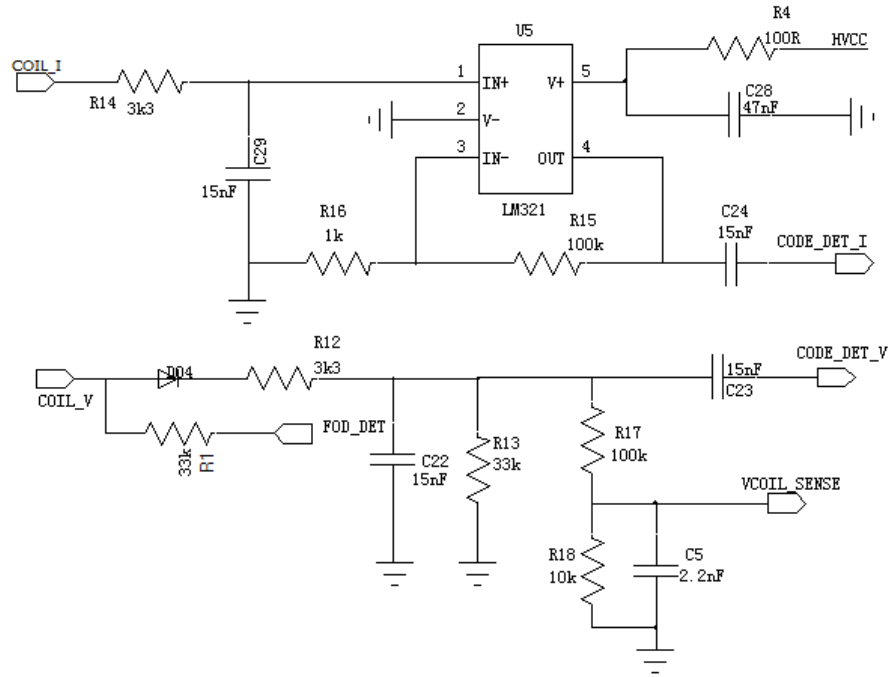 R4
100R
HVCC
U5
COIL_I
R14
3k3
1
IN+
V+
5
C28
47nF
2
V-
C29
15nF
3
IN-
OUT
4
LM321
R16
1k
R15
100k
C24
15nF
CODE_DET_I
R12
3k3
D04
COIL_V
15nF
C23
CODE_DET_V
FOD_DET
33k
R1
C22
15nF
R13
33k
R17
100k
VCOIL_SENSE
R18
10k
C5
2.2nF